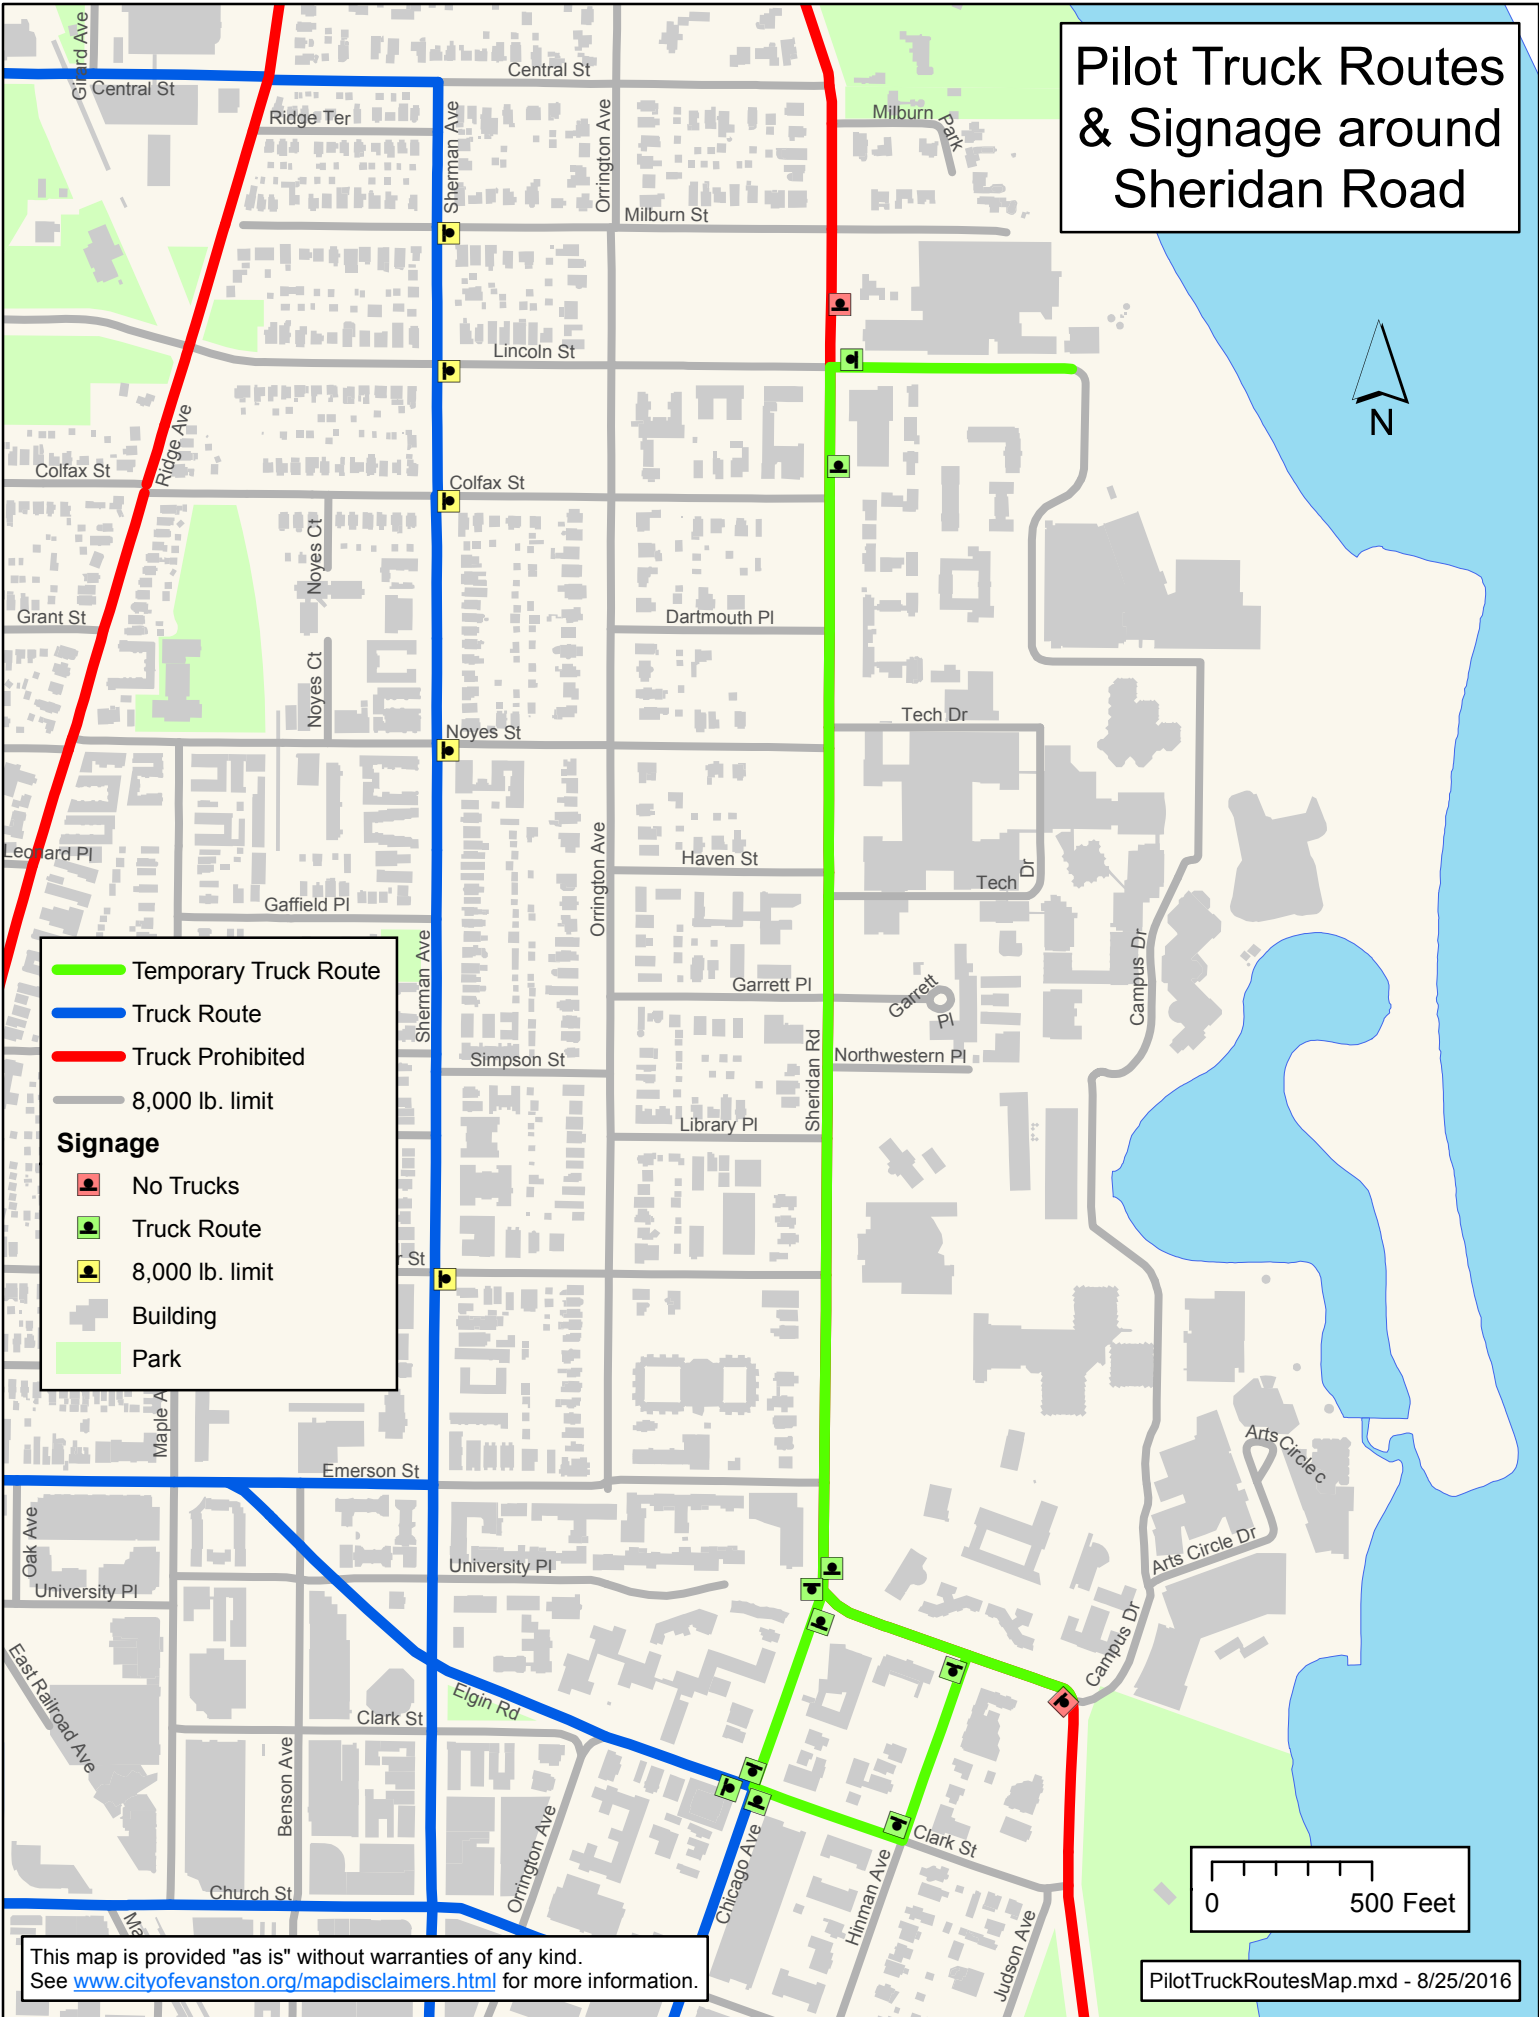 Pilot Truck Routes
& Signage around
Sheridan Road
Girard Ave
Central St
Central St
Ridge Ter
Sherman Ave
Orrington Ave
Milburn
Park
Milburn St
Lincoln St
N
Ridge Ave
Colfax St
Colfax St
Noyes Ct
Grant St
Dartmouth Pl
Noyes Ct
Tech Dr
Noyes St
Leonard Pl
Haven St
Tech
Dr
Orrington Ave
Gaffield Pl
Sherman Ave
Campus Dr
Garrett Pl
Garrett
Pl
Sheridan Rd
Northwestern Pl
Simpson St
Library Pl
Temporary Truck Route
Truck Route
Truck Prohibited
8,000 lb. limit
Signage
No Trucks
Truck Route
8,000 lb. limit
Building
Park
r St
Maple A
Emerson St
Arts Circle c
Oak Ave
University Pl
University Pl
Arts Circle Dr
Campus Dr
East Railroad Ave
Elgin Rd
Clark St
Benson Ave
Orrington Ave
Chicago Ave
Clark St
Hinman Ave
Judson Ave
Church St
Ma
0 500 Feet
This map is provided "as is" without warranties of any kind.
See www.cityofevanston.org/mapdisclaimers.html for more information.
PilotTruckRoutesMap.mxd - 8/25/2016